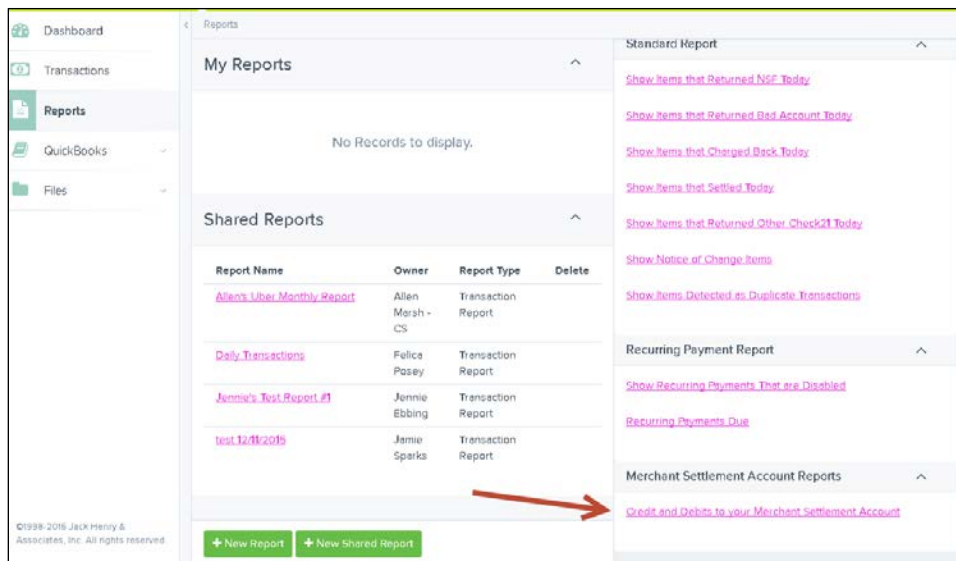 Dashboard
Transactions
Reports
QuickBooks
Files
©1998-2016 Jack Henry &
Associates, Inc. All rights reserved.
Reports
My Reports
No Records to display.
Shared Reports
Report Name Owner Report Type Delete
Allen's Uber Monthly Report Allen Transaction
Marsh - Report
CS
Daily Transactions Felica Transaction
Posey Report
Jennie's Test Report #1 Jennie Transaction
Ebbing Report
test 12/11/2015 Jamie Transaction
Sparks Report
+ New Report + New Shared Report
Standard Report
Show Items that Returned NSF Today
Show Items that Returned Bad Account Today
Show Items that Charged Back Today
Show Items that Settled Today
Show Items that Returned Other Check21 Today
Show Notice of Change Items
Show Items Detected as Duplicate Transactions
Recurring Payment Report
Show Recurring Payments That are Disabled
Recurring Payments Due
Merchant Settlement Account Reports
Credit and Debits to your Merchant Settlement Account